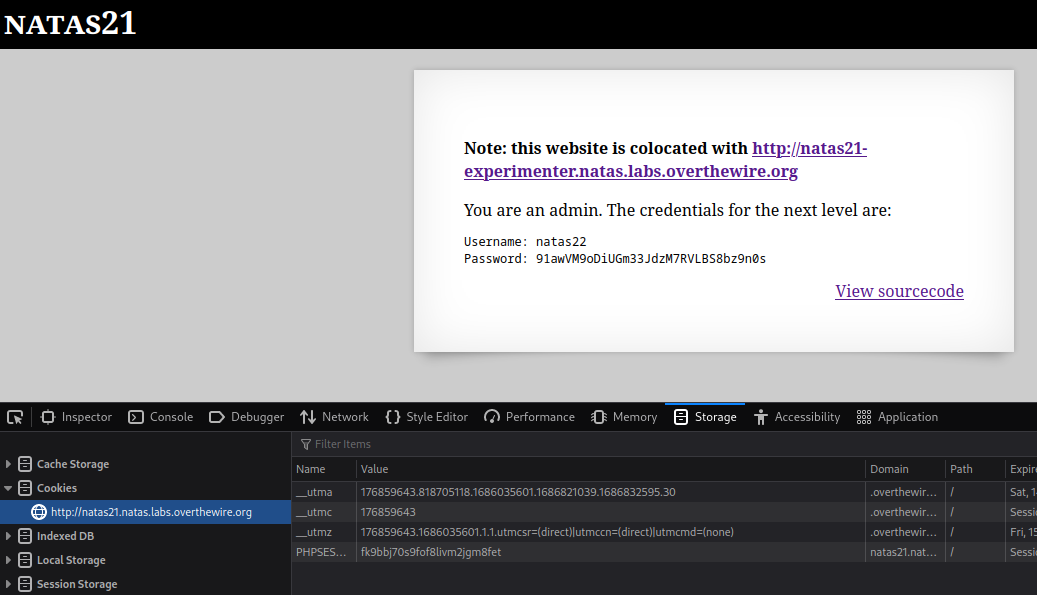 NATAS21
Note: this website is colocated with http://natas21-
experimenter.natas.labs.overthewire.org
You are an admin. The credentials for the next level are:
Username: natas22
Password: 91awVM9oDiUGm33JdzM7RVLBS8bz9n0s
View sourcecode
Inspector Console Debugger Network Style Editor Performance Memory Storage Accessibility Application
Filter Items
Cache Storage
Cookies
http://natas21.natas.labs.overthewire.org
Indexed DB
Local Storage
Session Storage
Name Value Domain Path Expire
__utma 176859643.818705118.1686035601.1686821039.1686832595.30 .overthewir... / Sat, 1
__utmc 176859643 .overthewir... / Sessi
__utmz 176859643.1686035601.1.1.utmcsr=(direct)|utmccn=(direct)|utmcmd=(none) .overthewir... / Fri, 15
PHPSES... fk9bbj70s9fof8livm2jgm8fet natas21.nat... / Sessi